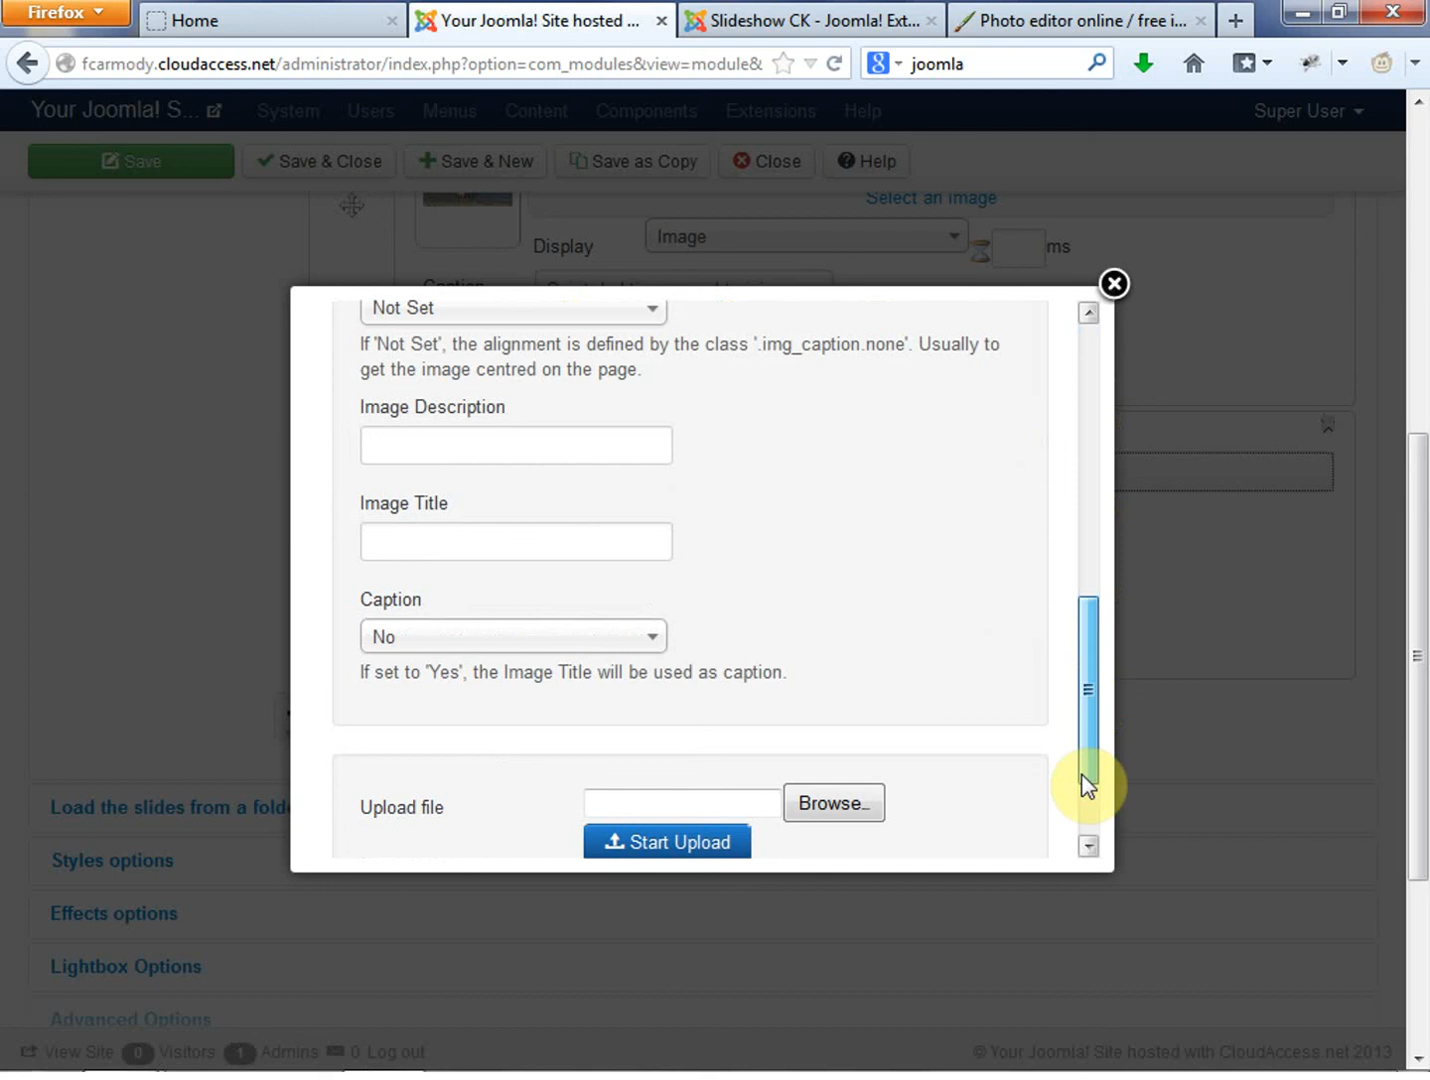 Firefox
Home
Your Joomla! Site hosted ...
Slideshow CK - Joomla! Ext...
Photo editor online / free i...
fcarmody.cloudaccess.net/administrator/index.php?option=com_modules&view=module&
joomla
Your Joomla! S...
System
Users
Menus
Content
Components
Extensions
Help
Super User
Save
Save & Close
Save & New
Save as Copy
Close
Help
Select an image
Display
Image
ms
Not Set
If 'Not Set', the alignment is defined by the class '.img_caption.none'. Usually to
get the image centred on the page.
Image Description
Image Title
Caption
No
If set to 'Yes', the Image Title will be used as caption.
Upload file
Browse...
Start Upload
Load the slides from a folde
Styles options
Effects options
Lightbox Options
Advanced Options
View Site
0
Visitors
1
Admins
0
Log out
© Your Joomla! Site hosted with CloudAccess.net 2013